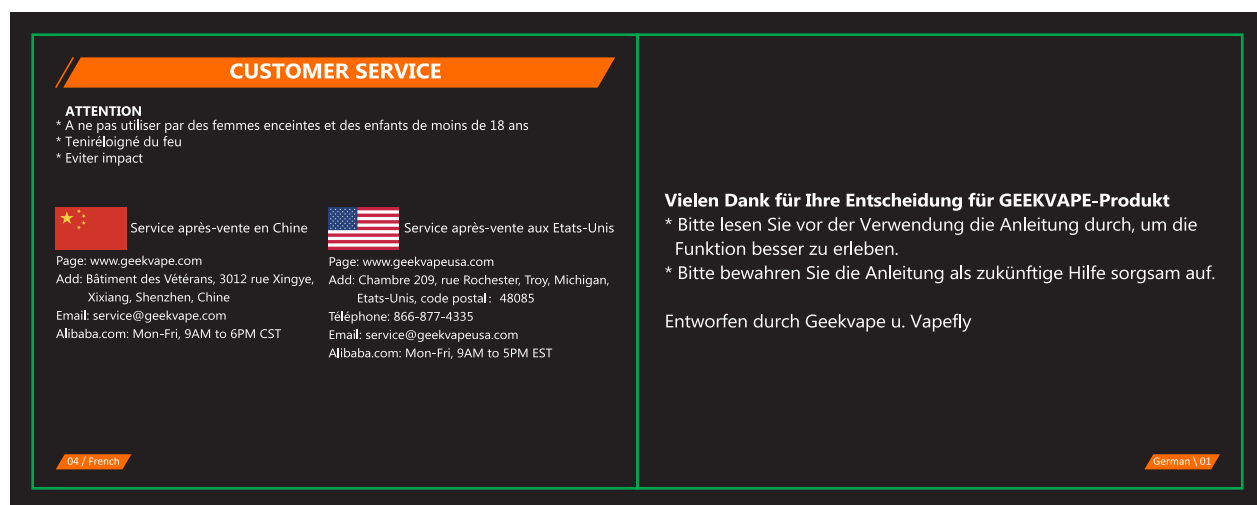 CUSTOMER SERVICE
ATTENTION
* A ne pas utiliser par des femmes enceintes et des enfants de moins de 18 ans
* Teniréloigné du feu
* Eviter impact
Service après-vente en Chine
Page: www.geekvape.com
Add: Bâtiment des Vétérans, 3012 rue Xingye,
Xixiang, Shenzhen, Chine
Email: service@geekvape.com
Alibaba.com: Mon-Fri, 9AM to 6PM CST
Service après-vente aux Etats-Unis
Page: www.geekvapeusa.com
Add: Chambre 209, rue Rochester, Troy, Michigan,
Etats-Unis, code postal： 48085
Téléphone: 866-877-4335
Email: service@geekvapeusa.com
Alibaba.com: Mon-Fri, 9AM to 5PM EST
04 / French
Vielen Dank für Ihre Entscheidung für GEEKVAPE-Produkt
* Bitte lesen Sie vor der Verwendung die Anleitung durch, um die
Funktion besser zu erleben.
* Bitte bewahren Sie die Anleitung als zukünftige Hilfe sorgsam auf.
Entworfen durch Geekvape u. Vapefly
German \ 01